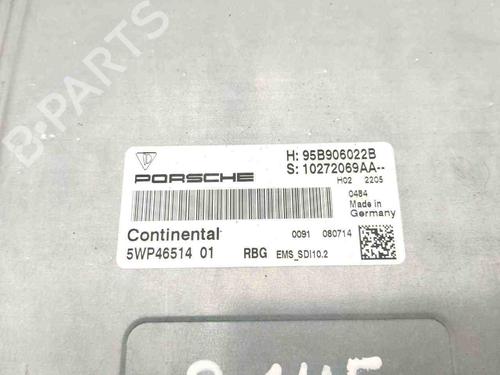 B-PARTS
H: 95B906022B
S: 10272069AA--
PORSCHE
H02 2205
0484
Made in
Germany
Continental
0091 080714
5WP46514 01 RBG EMS_SDI10.2